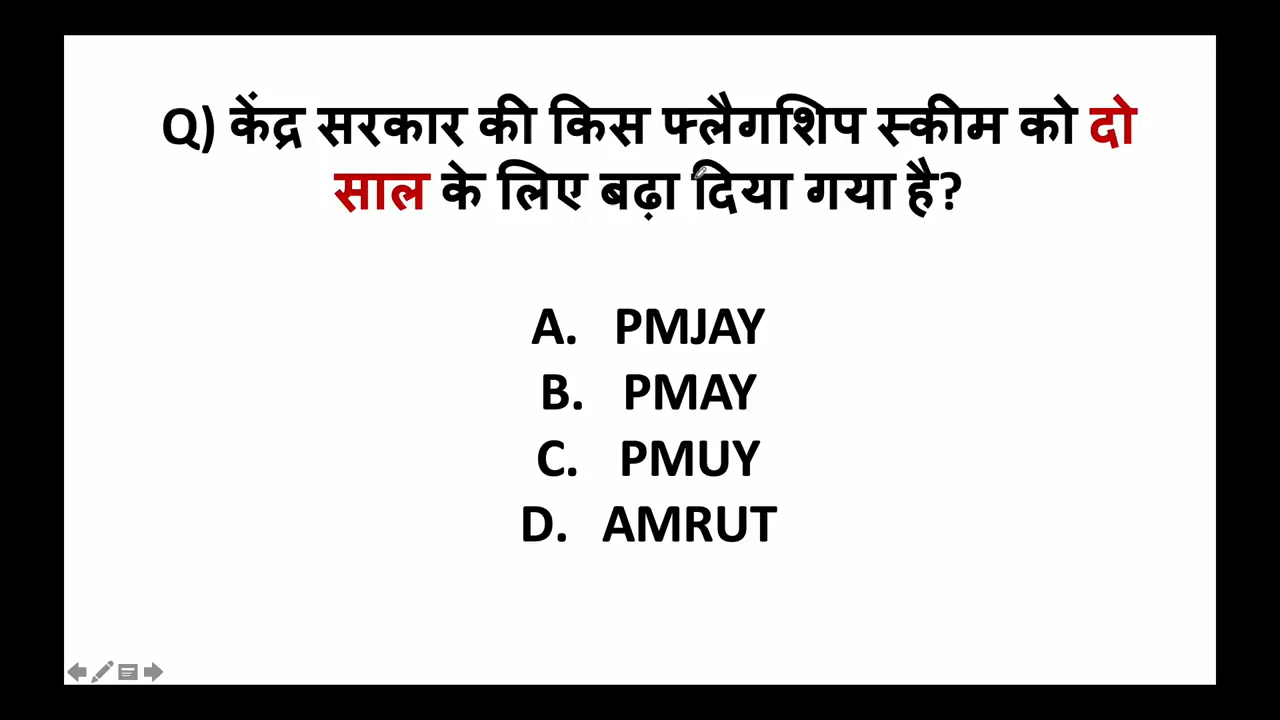 Q) केंद्र सरकार की किस फ्लैगशिप स्कीम को दो
साल के लिए बढ़ा दिया गया है?
A. PMJAY
B. PMAY
C. PMUY
D. AMRUT